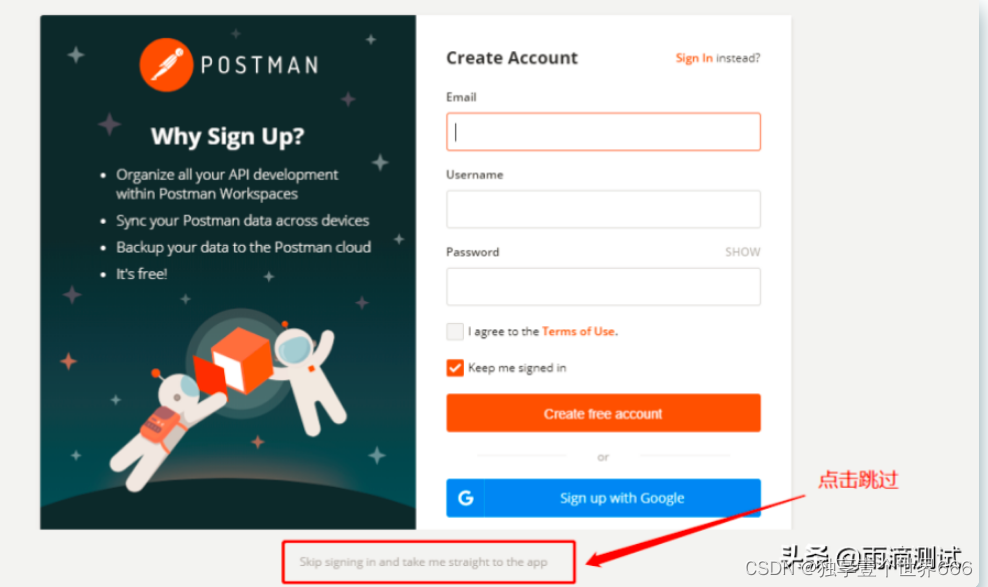 POSTMAN
Why Sign Up?
• Organize all your API development
within Postman Workspaces
• Sync your Postman data across devices
• Backup your data to the Postman cloud
• It's free!
Create Account
Sign In instead?
Email
Username
Password
SHOW
I agree to the Terms of Use.
Keep me signed in
Create free account
or
G
Sign up with Google
点击跳过
Skip signing in and take me straight to the app
头条 @雨滴测试
CSDN @独享壹个世界666